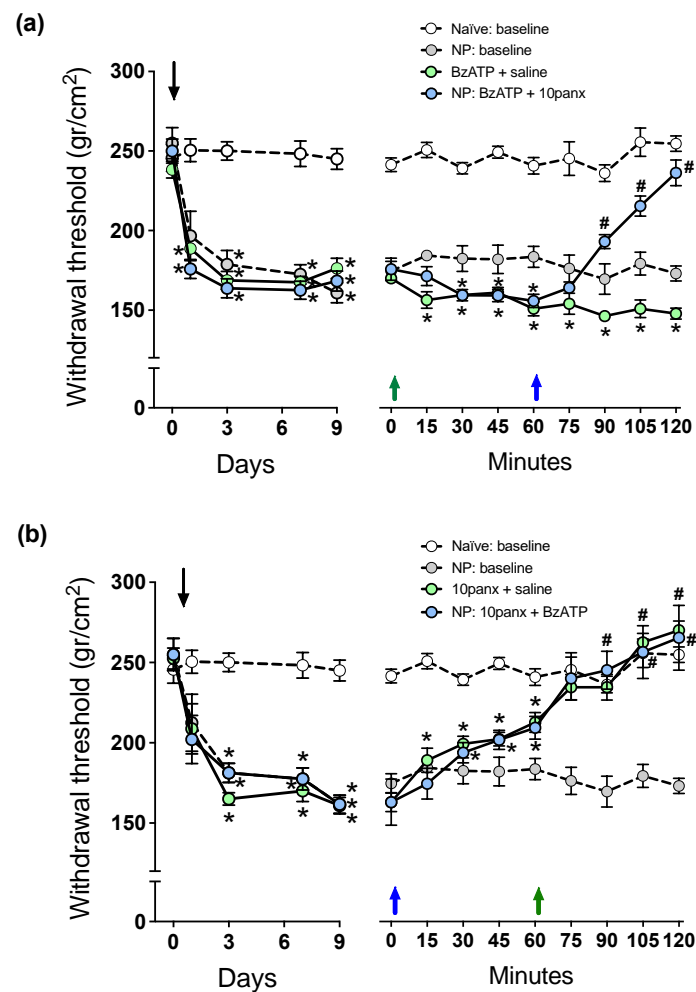 (a)
Naïve: baseline
NP: baseline
BzATP + saline
NP: BzATP + 10panx
Withdrawal threshold (gr/cm²)
300
250
200
150
0
* * * * * * * * * *
0 3 6 9
Days
# # #
* * * * * * * * * * *
0 15 30 45 60 75 90 105 120
Minutes
(b)
Naïve: baseline
NP: baseline
10panx + saline
NP: 10panx + BzATP
Withdrawal threshold (gr/cm²)
300
250
200
150
0
* * * * * * * * *
0 3 6 9
Days
# # # # #
* * * * * * *
0 15 30 45 60 75 90 105 120
Minutes